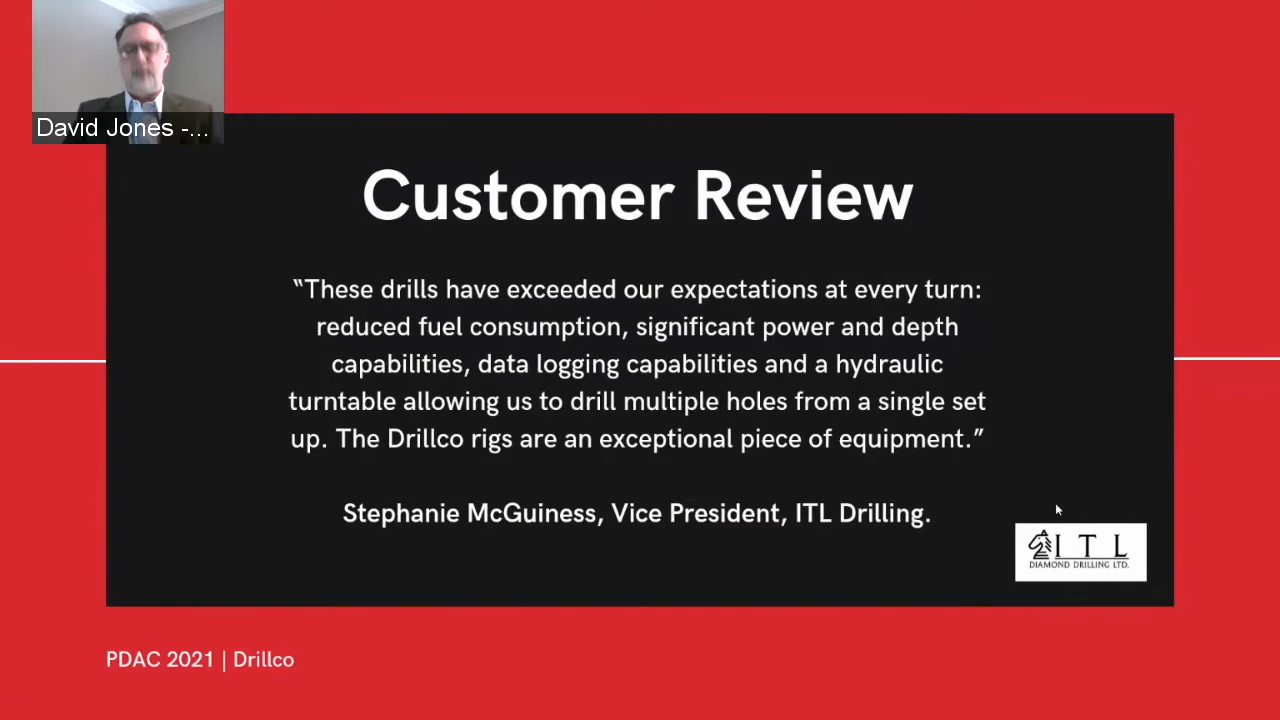 David Jones -...
Customer Review
“These drills have exceeded our expectations at every turn:
reduced fuel consumption, significant power and depth
capabilities, data logging capabilities and a hydraulic
turntable allowing us to drill multiple holes from a single set
up. The Drillco rigs are an exceptional piece of equipment.”
Stephanie McGuiness, Vice President, ITL Drilling.
ITL
DIAMOND DRILLING LTD.
PDAC 2021 | Drillco